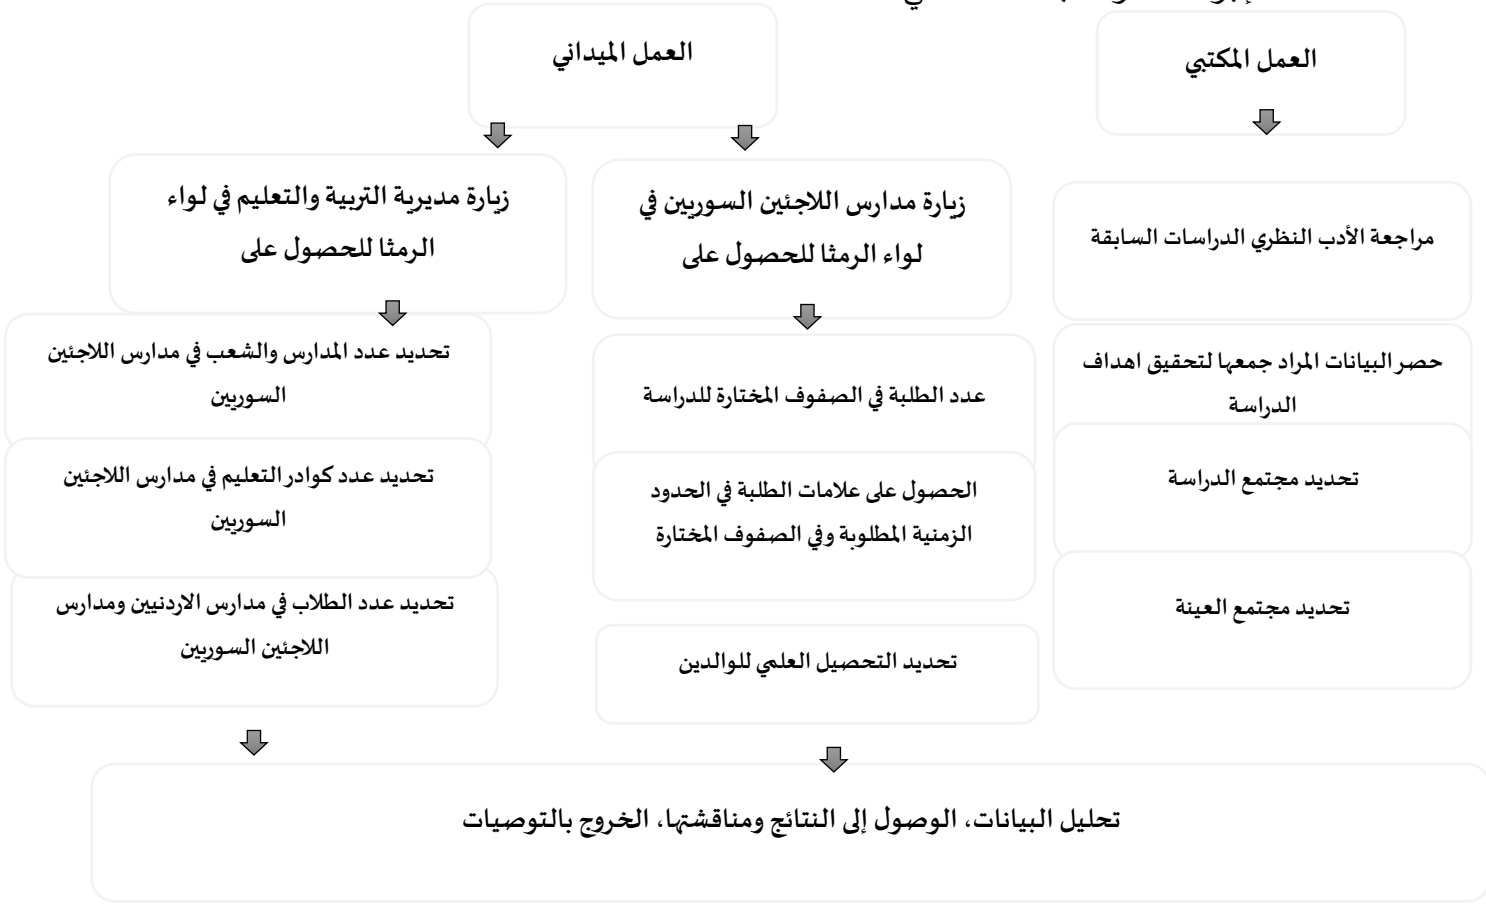 العمل المكتبي
العمل الميداني
مراجعة الأدب النظري الدراسات السابقة
حصر البيانات المراد جمعها لتحقيق اهداف
الدراسة
تحديد مجتمع الدراسة
تحديد مجتمع العينة
زيارة مدارس اللاجئين السوريين في
لواء الرمثا للحصول على
عدد الطلبة في الصفوف المختارة للدراسة
الحصول على علامات الطلبة في الحدود
الزمنية المطلوبة وفي الصفوف المختارة
تحديد التحصيل العلمي للوالدين
زيارة مديرية التربية والتعليم في لواء
الرمثا للحصول على
تحديد عدد المدارس والشعب في مدارس اللاجئين
السوريين
تحديد عدد كوادر التعليم في مدارس اللاجئين
السوريين
تحديد عدد الطلاب في مدارس الاردنيين ومدارس
اللاجئين السوريين
تحليل البيانات، الوصول إلى النتائج ومناقشتها، الخروج بالتوصيات